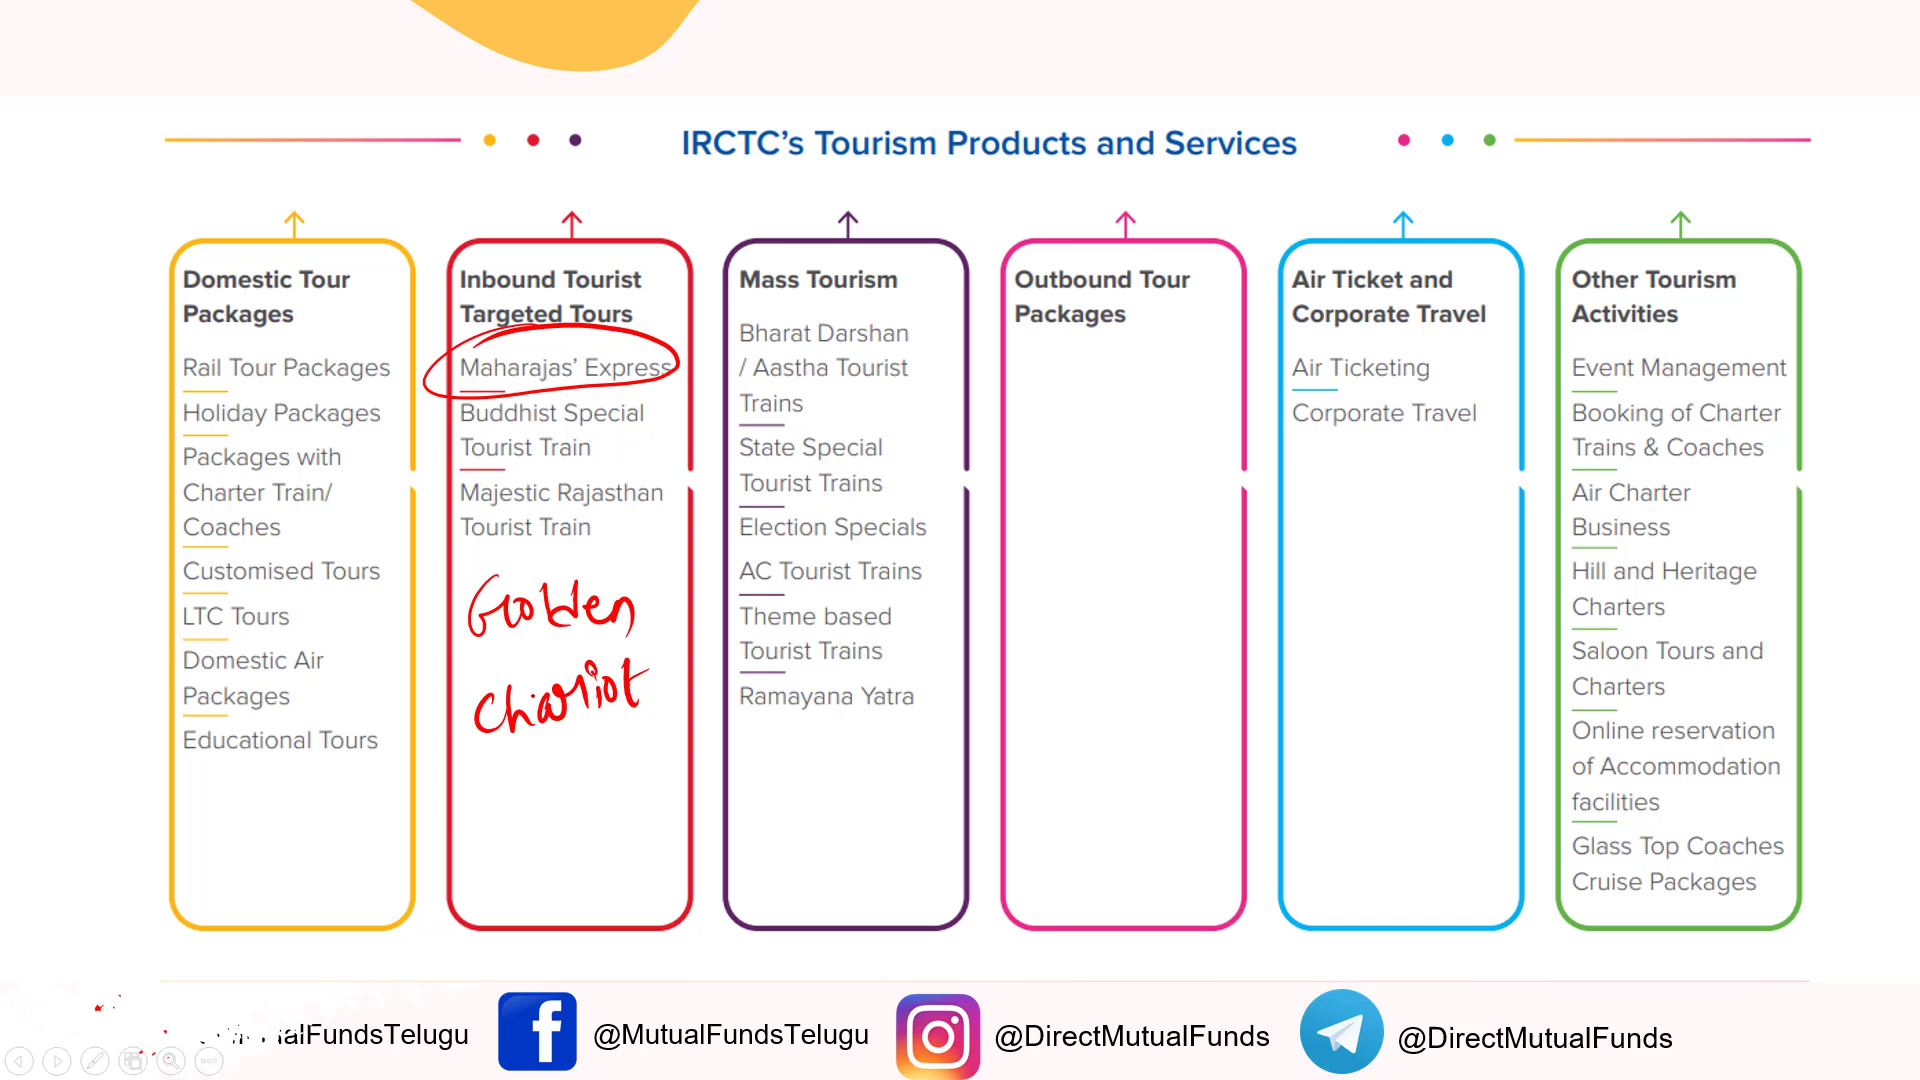 IRCTC's Tourism Products and Services
Domestic Tour
Packages
Rail Tour Packages
Holiday Packages
Packages with
Charter Train/
Coaches
Customised Tours
LTC Tours
Domestic Air
Packages
Educational Tours
Inbound Tourist
Targeted Tours
Maharajas' Express
Buddhist Special
Tourist Train
Majestic Rajasthan
Tourist Train
Golden
Chariot
Mass Tourism
Bharat Darshan
/ Aastha Tourist
Trains
State Special
Tourist Trains
Election Specials
AC Tourist Trains
Theme based
Tourist Trains
Ramayana Yatra
Outbound Tour
Packages
Air Ticket and
Corporate Travel
Air Ticketing
Corporate Travel
Other Tourism
Activities
Event Management
Booking of Charter
Trains & Coaches
Air Charter
Business
Hill and Heritage
Charters
Saloon Tours and
Charters
Online reservation
of Accommodation
facilities
Glass Top Coaches
Cruise Packages
@MutualFundsTelugu
@DirectMutualFunds
@DirectMutualFunds